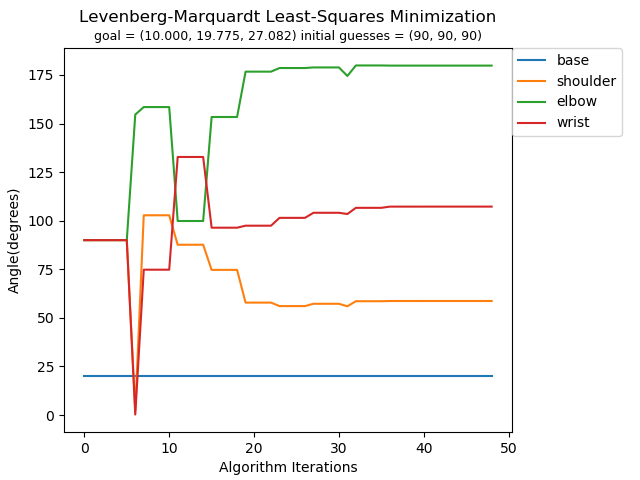 Levenberg-Marquardt Least-Squares Minimization
goal = (10.000, 19.775, 27.082) initial guesses = (90, 90, 90)
base
shoulder
elbow
wrist
Angle(degrees)
175
150
125
100
75
50
25
0
0 10 20 30 40 50
Algorithm Iterations